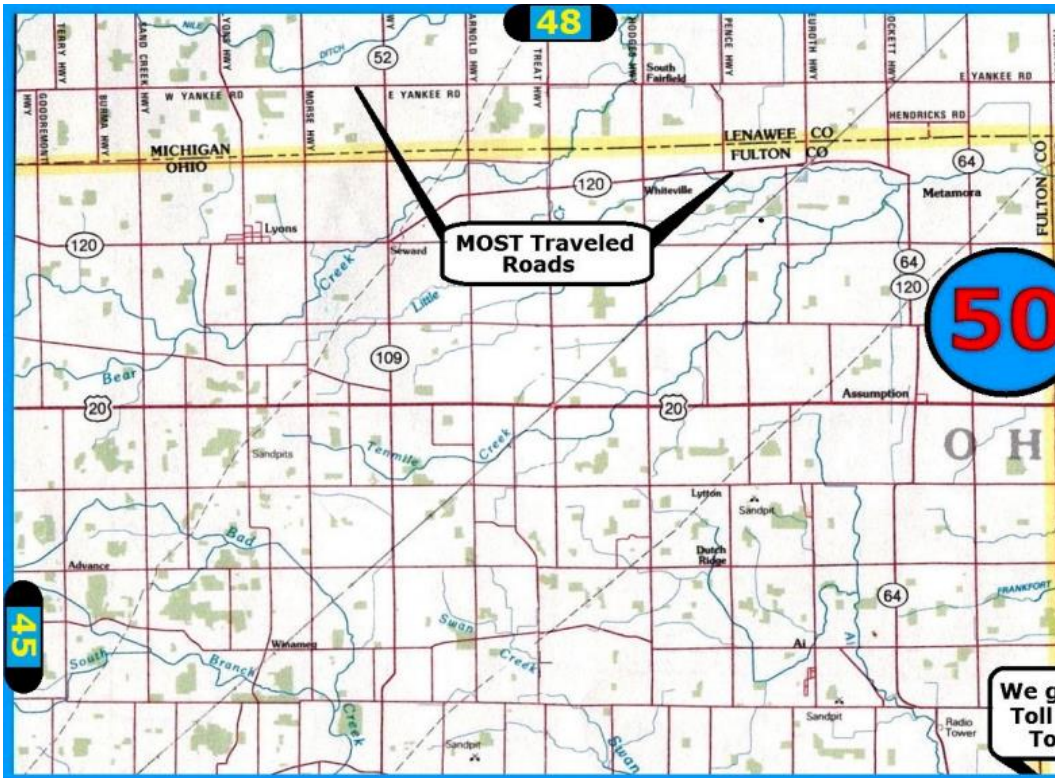 48
NILE
DITCH
52
TERRY HWY
SAND CREEK HWY
LYONS HWY
WY
ARNOLD HWY
TREAT HWY
HODGES HWY
PENCE HWY
EUROTH HWY
OCKETT HWY
South
Fairfield
E YANKEE RD
W YANKEE RD
E YANKEE RD
HWY
GOODREMONT
BURMA HWY
MORSE HWY
HENDRICKS RD
MICHIGAN
OHIO
LENAWEE CO
FULTON CO
FULTON CO
64
120
Whiteville
Metamora
Lyons
120
Seward
MOST Traveled
Roads
Cr
64
120
Creek
Little
50
109
Bear
20
20
Assumption
O H
Sandpits
Tenmile
Creek
Lytton
Sandpit
Bad
Dutch
Ridge
Advance
64
FRANKFORT
45
Swan
Creek
Winameg
Ai
Ai
South
Branch
Creek
We g
Toll
To
Sandpit
Radio
Tower
Sandpit
Swan